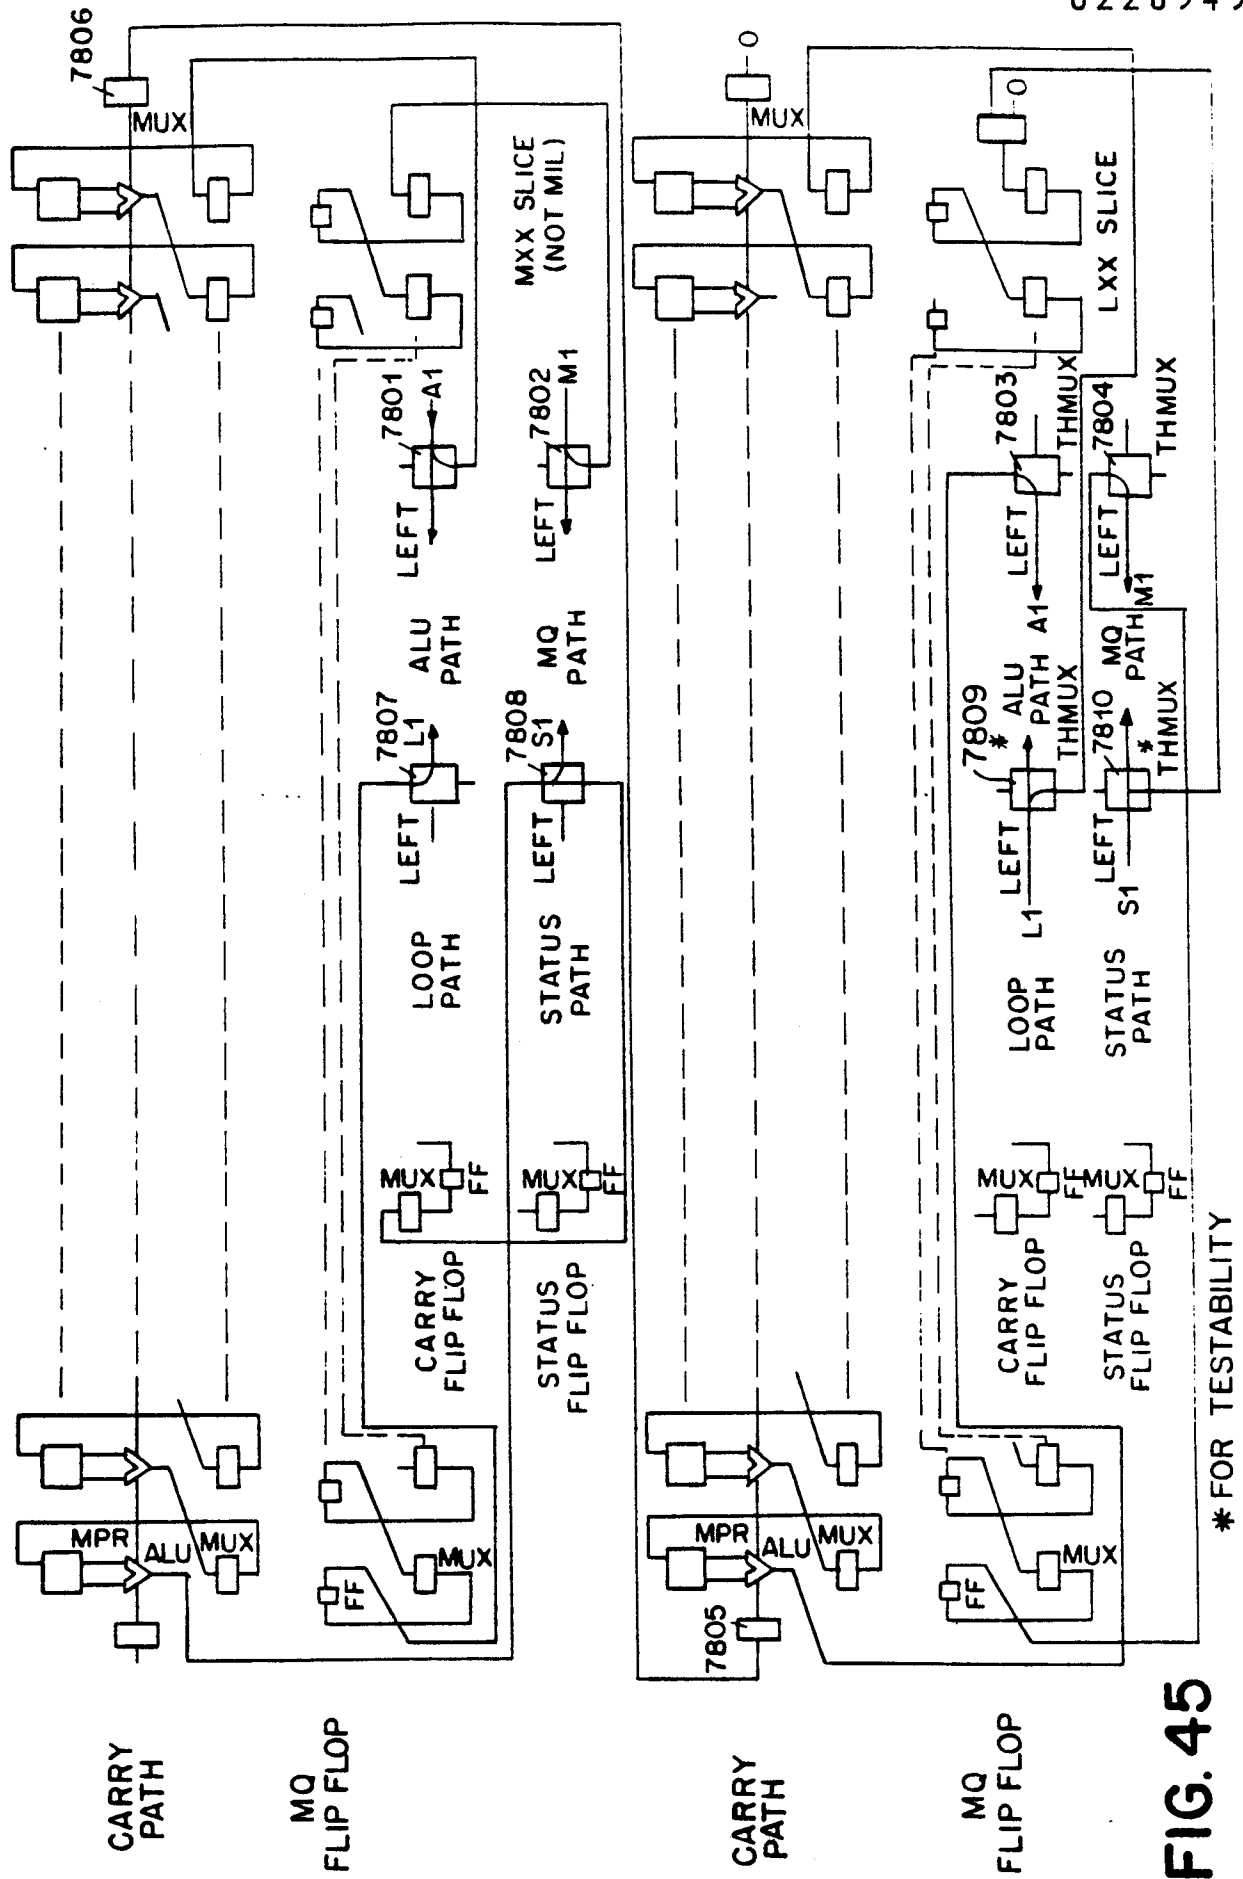 7806
MUX
MXX SLICE
(NOT MIL)
7801
A1
LEFT
7802
M1
LEFT
ALU
PATH
MQ
PATH
7807
L1
LEFT
7808
S1
LEFT
LOOP
PATH
STATUS
PATH
MUX
FF
MUX
FF
CARRY
FLIP FLOP
STATUS
FLIP FLOP
MPR
ALU
MUX
FF
MUX
CARRY
PATH
MQ
FLIP FLOP
0
MUX
0
LXX SLICE
7803
THMUX
LEFT
A1
7804
THMUX
LEFT
M1
ALU
PATH
MQ
PATH
7809
*
THMUX
LEFT
L1
7810
*
THMUX
LEFT
S1
LOOP
PATH
STATUS
PATH
MUX
FF
MUX
FF
CARRY
FLIP FLOP
STATUS
FLIP FLOP
MPR
ALU
MUX
7805
FF
MUX
CARRY
PATH
MQ
FLIP FLOP
* FOR TESTABILITY
FIG. 45